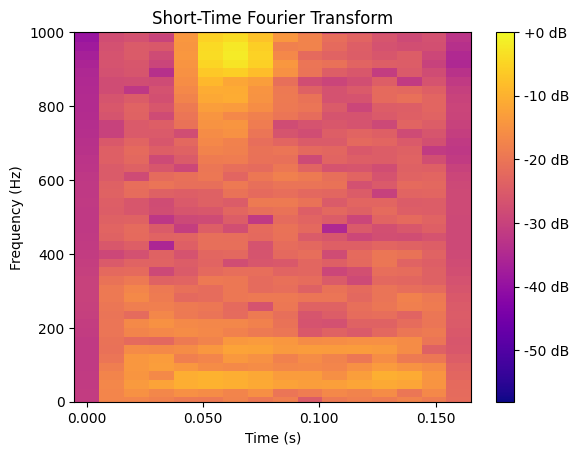 Short-Time Fourier Transform
1000
800
600
400
200
0
Frequency (Hz)
0.000
0.050
0.100
0.150
Time (s)
+0 dB
-10 dB
-20 dB
-30 dB
-40 dB
-50 dB